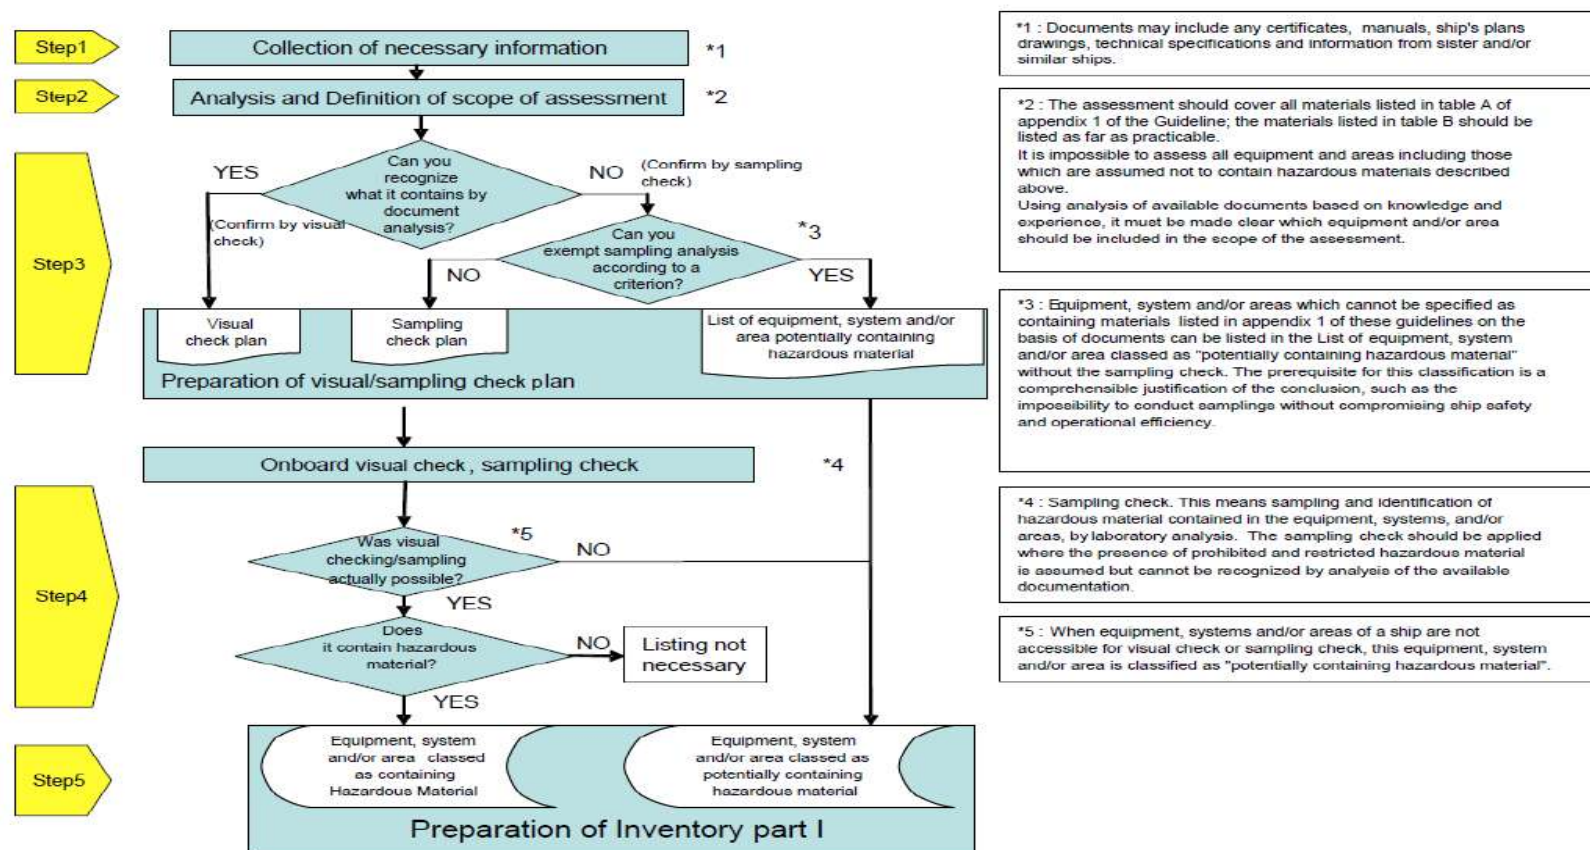 Step1
Collection of necessary information
*1
Step2
Analysis and Definition of scope of assessment
*2
Step3
YES
Can you
recognize
what it contains by
document
analysis?
NO
(Confirm by sampling
check)
(Confirm by visual
check)
Can you
exempt sampling analysis
according to a
criterion?
*3
NO
YES
Visual
check plan
Sampling
check plan
List of equipment, system and/or
area potentially containing
hazardous material
Preparation of visual/sampling check plan
Onboard visual check, sampling check
*4
Step4
Was visual
checking/sampling
actually possible?
*5
NO
YES
Does
it contain hazardous
material?
NO
Listing not
necessary
YES
Step5
Equipment, system
and/or area classed
as containing
Hazardous Material
Equipment, system
and/or area classed as
potentially containing
hazardous material
Preparation of Inventory part I
*1 : Documents may include any certificates, manuals, ship's plans
drawings, technical specifications and information from sister and/or
similar ships.
*2 : The assessment should cover all materials listed in table A of
appendix 1 of the Guideline; the materials listed in table B should be
listed as far as practicable.
It is impossible to assess all equipment and areas including those
which are assumed not to contain hazardous materials described
above.
Using analysis of available documents based on knowledge and
experience, it must be made clear which equipment and/or area
should be included in the scope of the assessment.
*3 : Equipment, system and/or areas which cannot be specified as
containing materials listed in appendix 1 of these guidelines on the
basis of documents can be listed in the List of equipment, system
and/or area classed as "potentially containing hazardous material"
without the sampling check. The prerequisite for this classification is a
comprehensible justification of the conclusion, such as the
impossibility to conduct samplings without compromising ship safety
and operational efficiency.
*4 : Sampling check. This means sampling and identification of
hazardous material contained in the equipment, systems, and/or
areas, by laboratory analysis. The sampling check should be applied
where the presence of prohibited and restricted hazardous material
is assumed but cannot be recognized by analysis of the available
documentation.
*5 : When equipment, systems and/or areas of a ship are not
accessible for visual check or sampling check, this equipment, system
and/or area is classified as "potentially containing hazardous material".